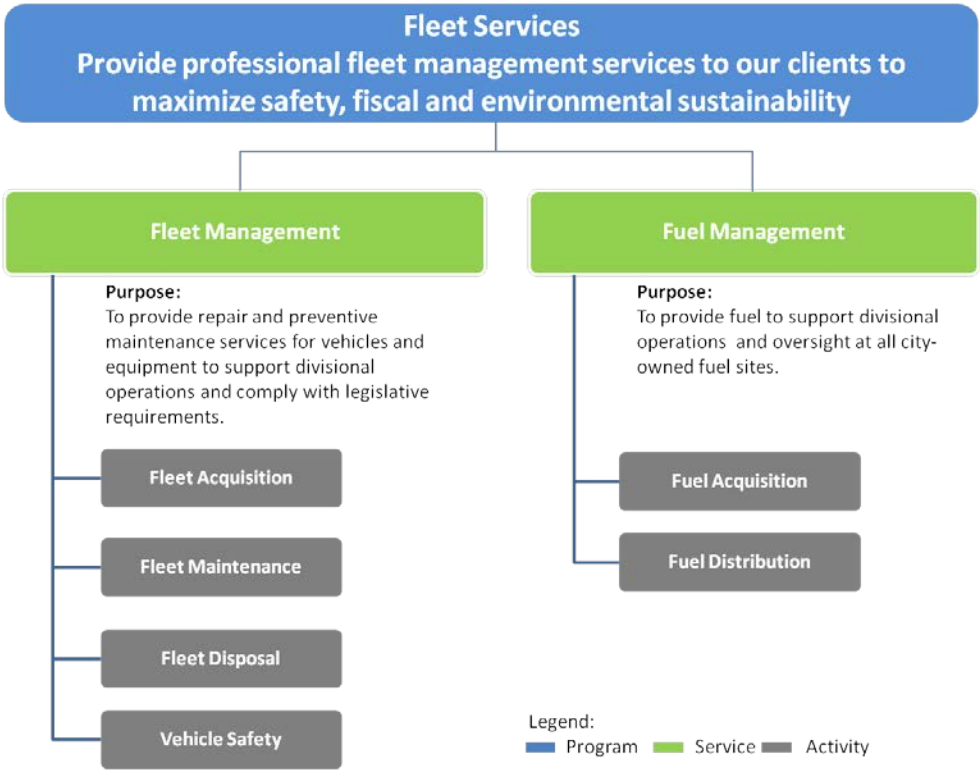 Fleet Services
Provide professional fleet management services to our clients to
maximize safety, fiscal and environmental sustainability
Fleet Management
Purpose:
To provide repair and preventive
maintenance services for vehicles and
equipment to support divisional
operations and comply with legislative
requirements.
Fleet Acquisition
Fleet Maintenance
Fleet Disposal
Vehicle Safety
Fuel Management
Purpose:
To provide fuel to support divisional
operations and oversight at all city-
owned fuel sites.
Fuel Acquisition
Fuel Distribution
Legend:
Program Service Activity